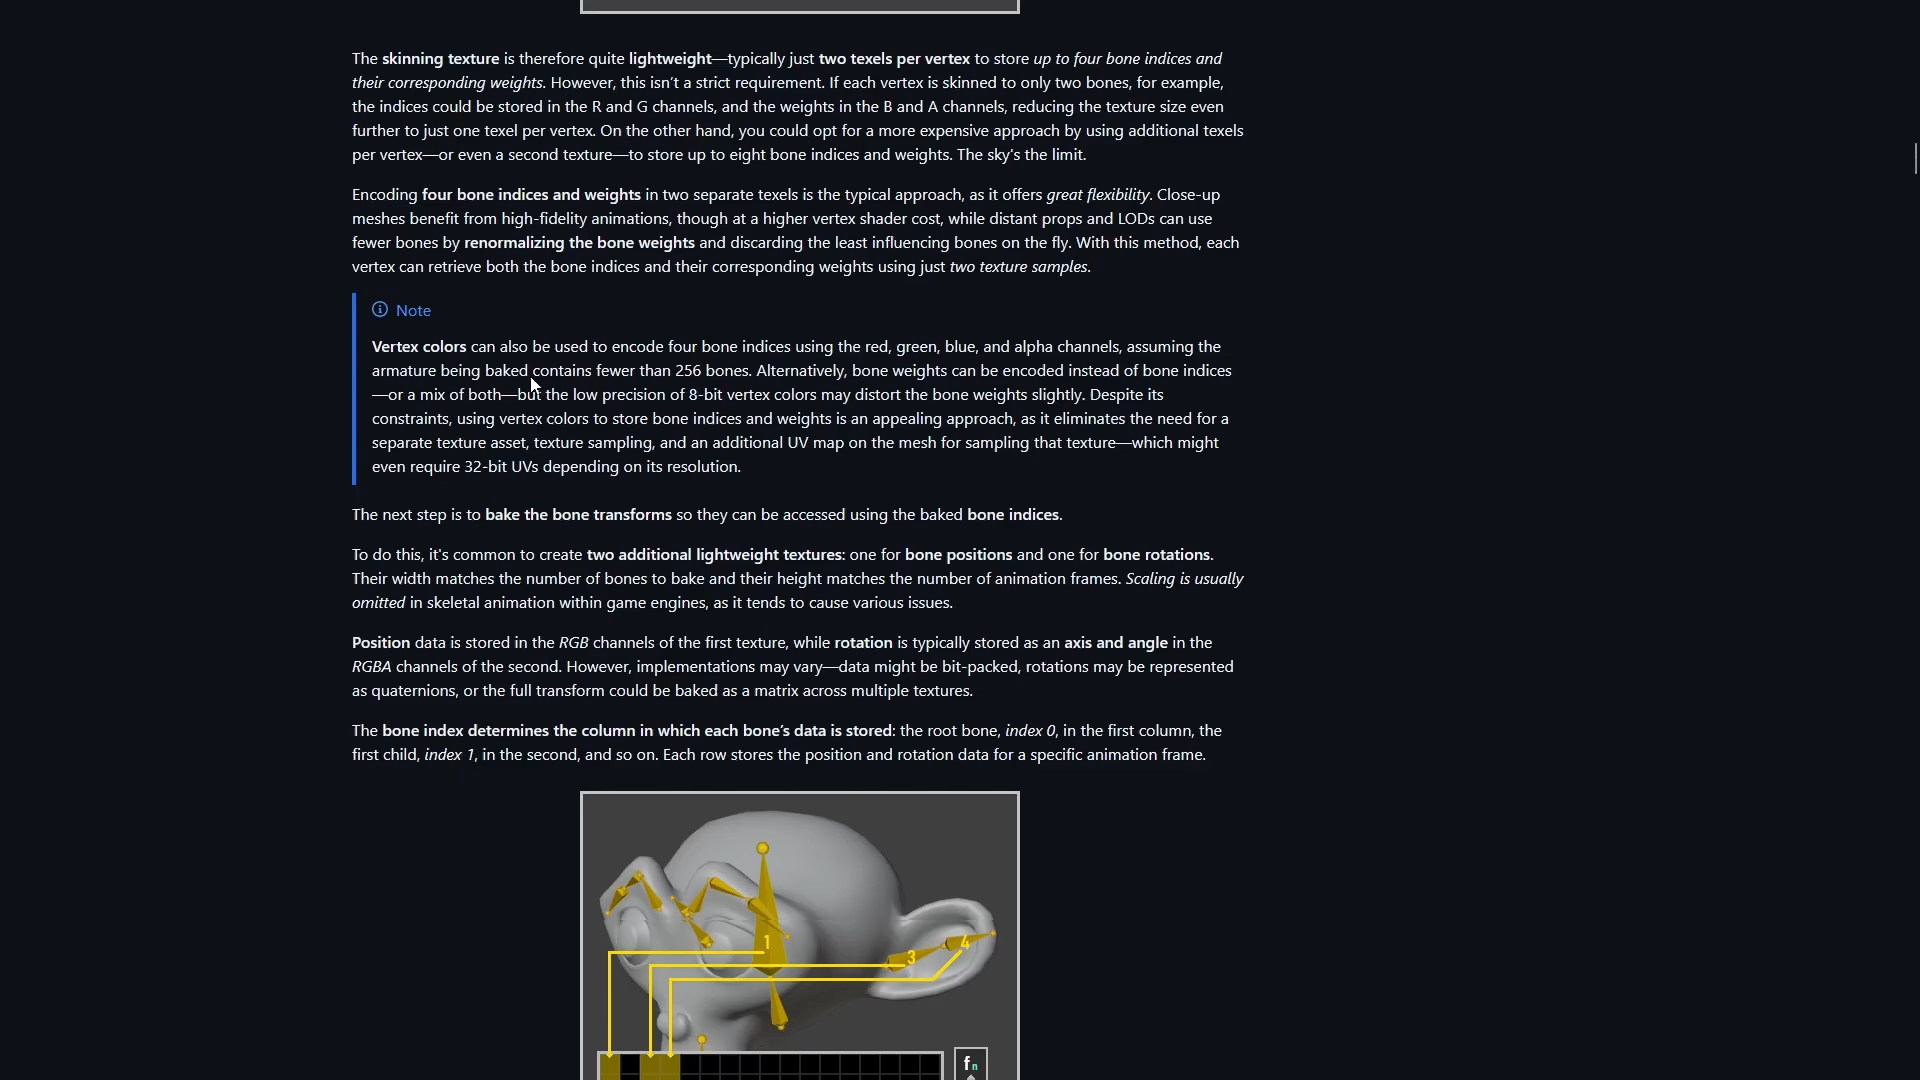 The skinning texture is therefore quite lightweight—typically just two texels per vertex to store up to four bone indices and
their corresponding weights. However, this isn't a strict requirement. If each vertex is skinned to only two bones, for example,
the indices could be stored in the R and G channels, and the weights in the B and A channels, reducing the texture size even
further to just one texel per vertex. On the other hand, you could opt for a more expensive approach by using additional texels
per vertex—or even a second texture—to store up to eight bone indices and weights. The sky's the limit.
Encoding four bone indices and weights in two separate texels is the typical approach, as it offers great flexibility. Close-up
meshes benefit from high-fidelity animations, though at a higher vertex shader cost, while distant props and LODs can use
fewer bones by renormalizing the bone weights and discarding the least influencing bones on the fly. With this method, each
vertex can retrieve both the bone indices and their corresponding weights using just two texture samples.
Note
Vertex colors can also be used to encode four bone indices using the red, green, blue, and alpha channels, assuming the
armature being baked contains fewer than 256 bones. Alternatively, bone weights can be encoded instead of bone indices
—or a mix of both—but the low precision of 8-bit vertex colors may distort the bone weights slightly. Despite its
constraints, using vertex colors to store bone indices and weights is an appealing approach, as it eliminates the need for a
separate texture asset, texture sampling, and an additional UV map on the mesh for sampling that texture—which might
even require 32-bit UVs depending on its resolution.
The next step is to bake the bone transforms so they can be accessed using the baked bone indices.
To do this, it's common to create two additional lightweight textures: one for bone positions and one for bone rotations.
Their width matches the number of bones to bake and their height matches the number of animation frames. Scaling is usually
omitted in skeletal animation within game engines, as it tends to cause various issues.
Position data is stored in the RGB channels of the first texture, while rotation is typically stored as an axis and angle in the
RGBA channels of the second. However, implementations may vary—data might be bit-packed, rotations may be represented
as quaternions, or the full transform could be baked as a matrix across multiple textures.
The bone index determines the column in which each bone's data is stored: the root bone, index 0, in the first column, the
first child, index 1, in the second, and so on. Each row stores the position and rotation data for a specific animation frame.
1
4
3
fn